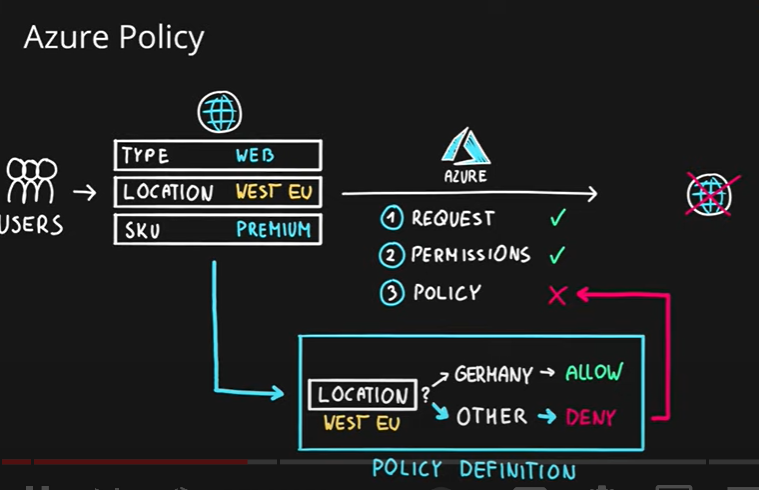 Azure Policy
TYPE WEB
LOCATION WEST EU
SKU PREMIUM
USERS
AZURE
1 REQUEST ✓
2 PERMISSIONS ✓
3 POLICY X
LOCATION ?
WEST EU
GERMANY → ALLOW
OTHER → DENY
POLICY DEFINITION